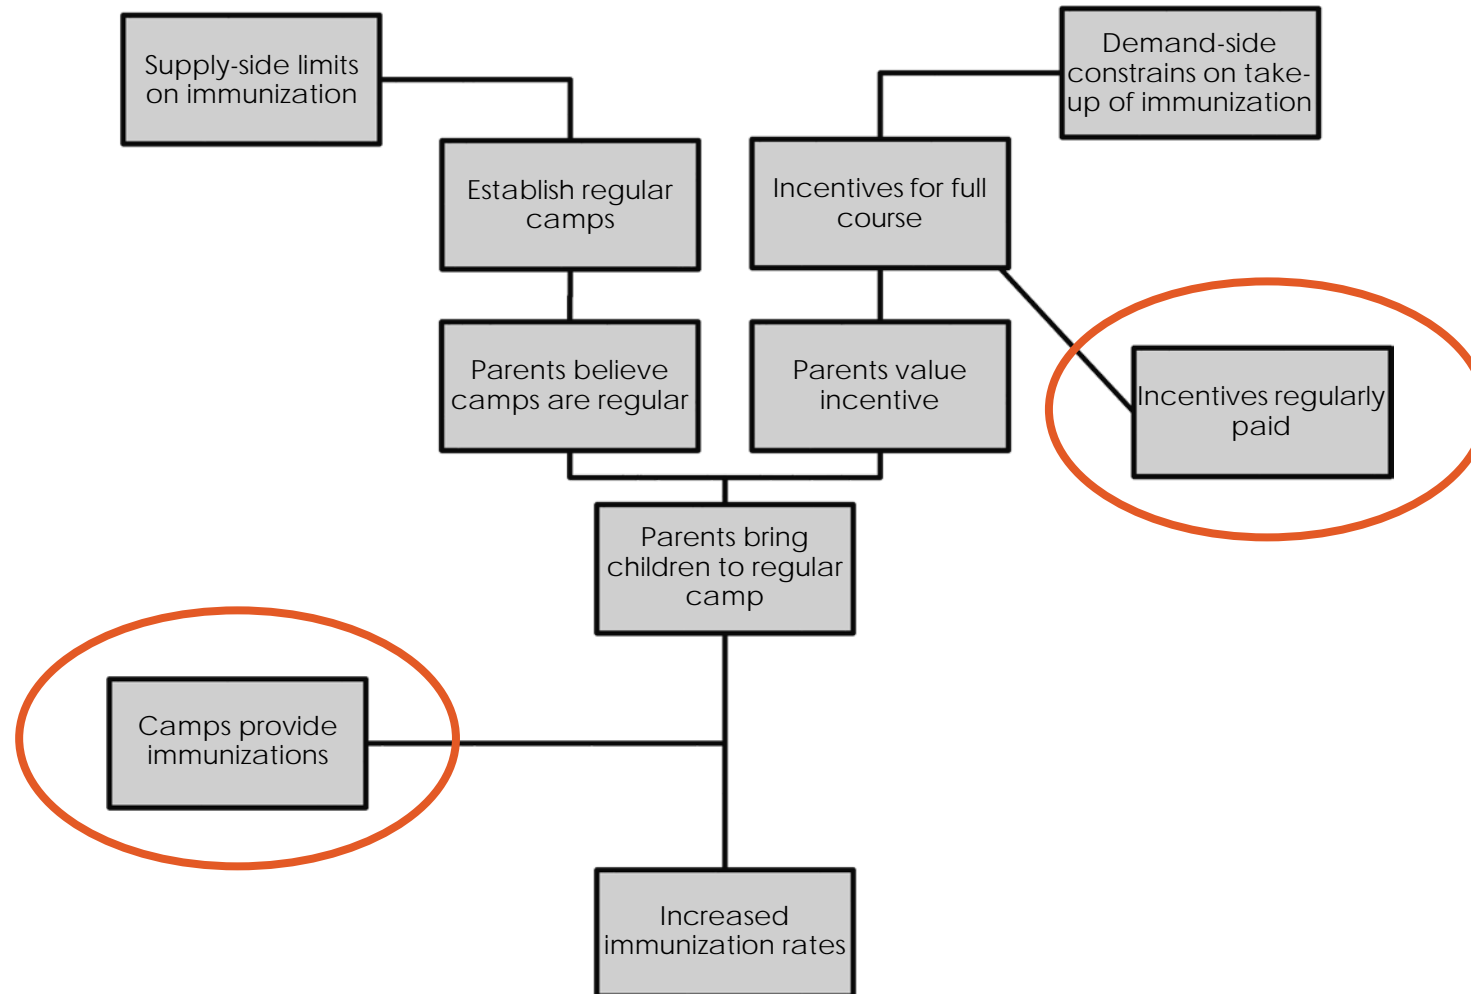 Supply-side limits
on immunization
Demand-side
constrains on take-
up of immunization
Establish regular
camps
Incentives for full
course
Parents believe
camps are regular
Parents value
incentive
Incentives regularly
paid
Parents bring
children to regular
camp
Camps provide
immunizations
Increased
immunization rates